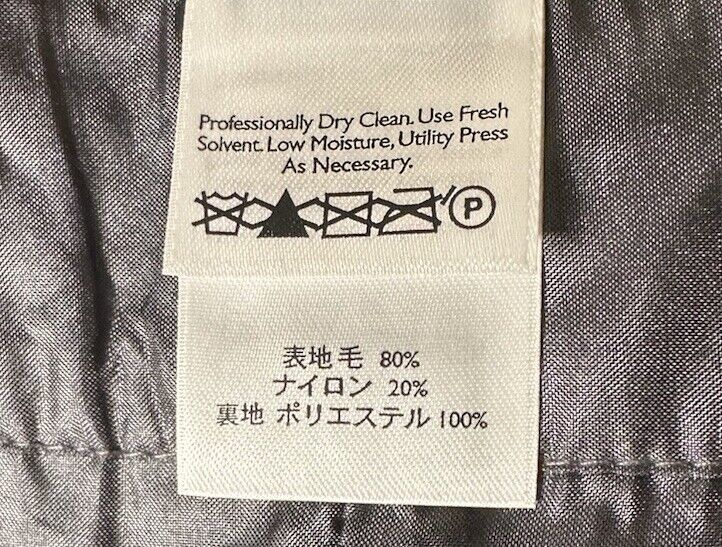 Professionally Dry Clean. Use Fresh
Solvent. Low Moisture, Utility Press
As Necessary.
P
表地 毛 80%
ナイロン 20%
裏地 ポリエステル 100%